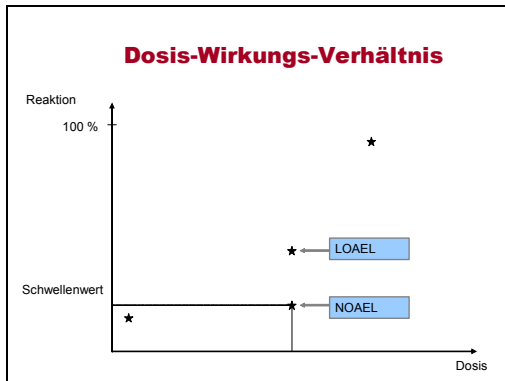 Dosis-Wirkungs-Verhältnis
Reaktion
100 %
LOAEL
Schwellenwert
NOAEL
Dosis